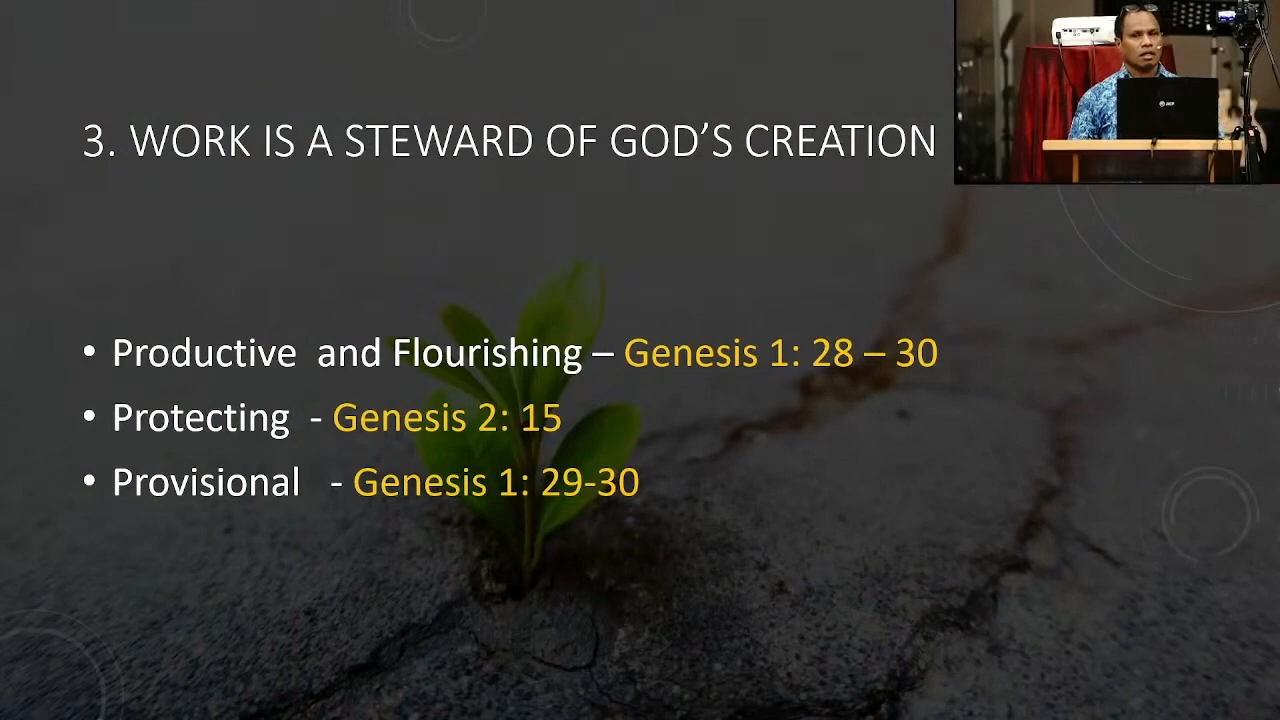 3. WORK IS A STEWARD OF GOD’S CREATION
• Productive  and Flourishing – Genesis 1: 28 – 30
• Protecting  - Genesis 2: 15
• Provisional   - Genesis 1: 29-30